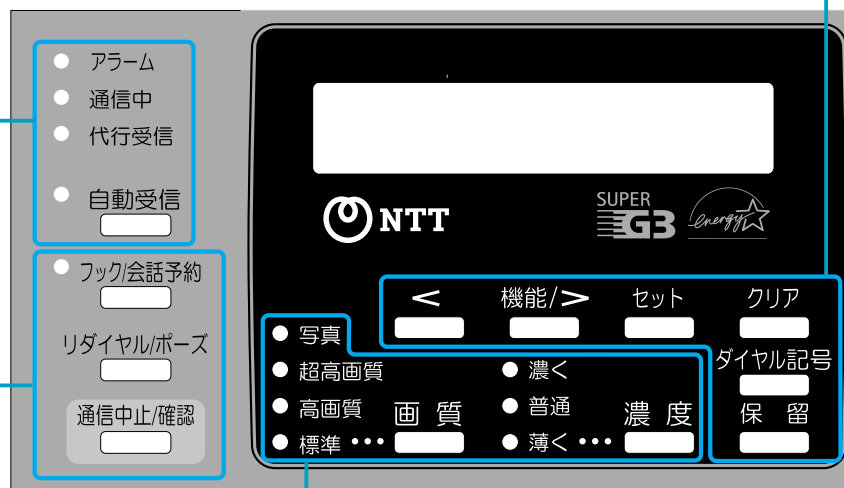 アラーム
通信中
代行受信
自動受信
フック/会話予約
リダイヤル/ポーズ
通信中止/確認
NTT
SUPER
G3
energy
< 機能/> セット クリア
ダイヤル記号
保 留
写真
超高画質
高画質
標準 ••• 画 質
濃く
普通
薄く ••• 濃 度